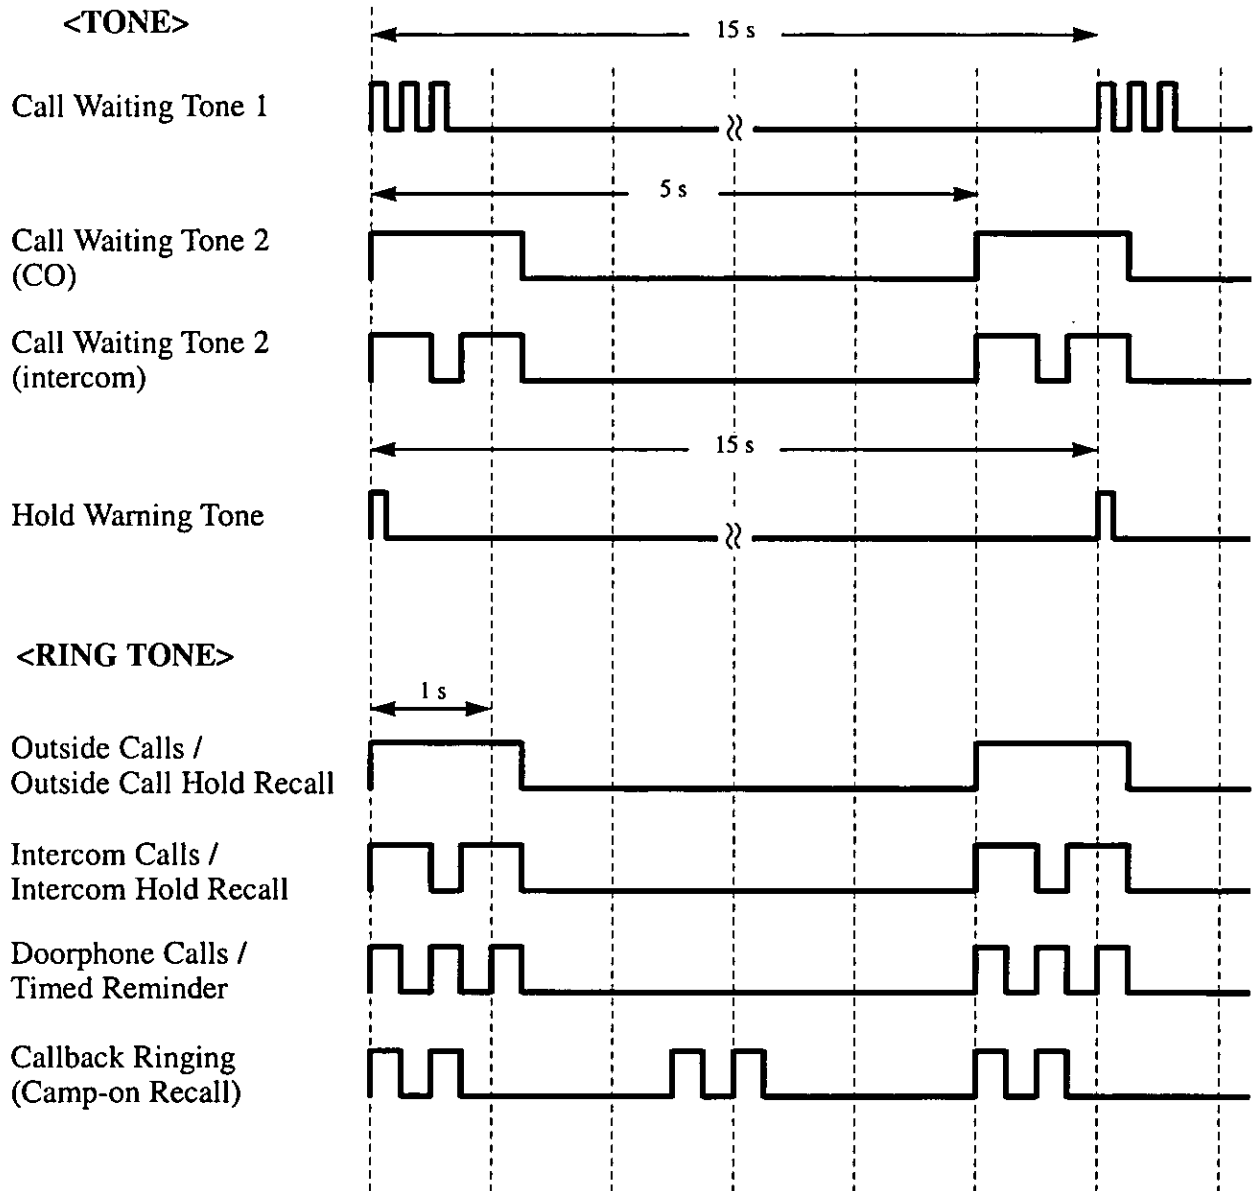 <TONE>
15 s
Call Waiting Tone 1
5 s
Call Waiting Tone 2
(CO)
Call Waiting Tone 2
(intercom)
15 s
Hold Warning Tone
<RING TONE>
1 s
Outside Calls /
Outside Call Hold Recall
Intercom Calls /
Intercom Hold Recall
Doorphone Calls /
Timed Reminder
Callback Ringing
(Camp-on Recall)